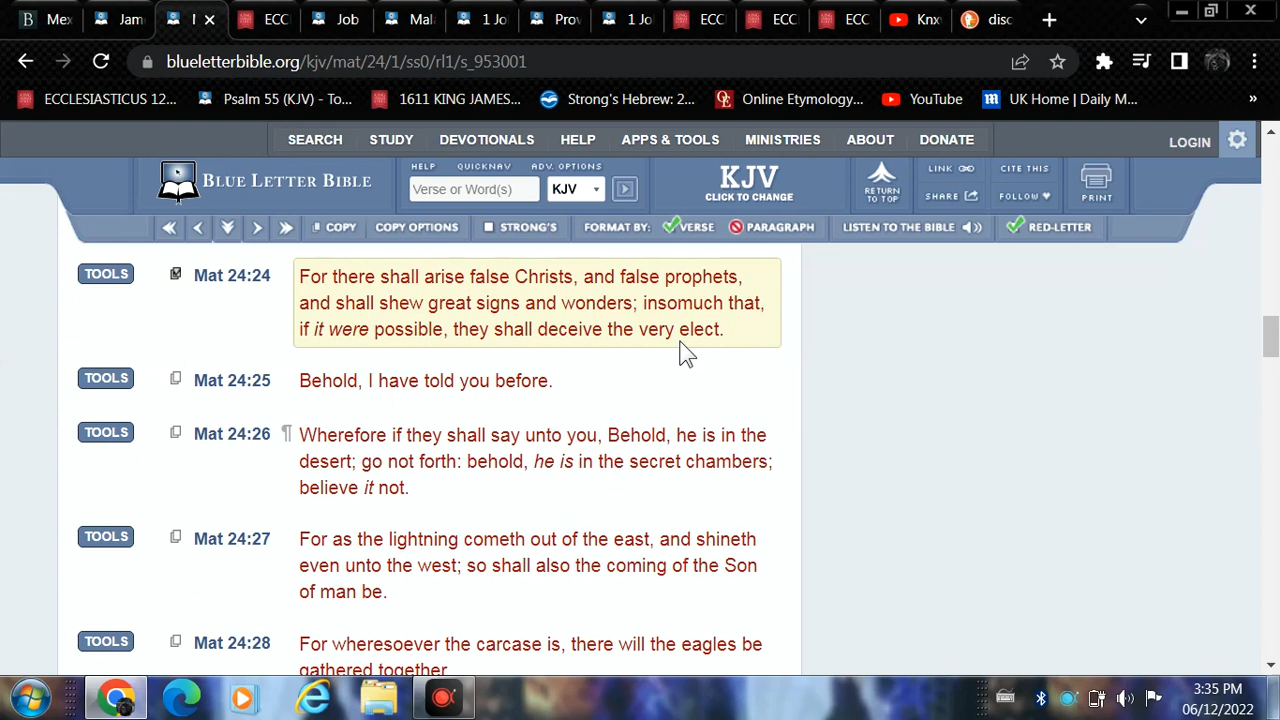 Mex
Jam
M
ECC
Job
Mal
1 Jo
Prov
1 Jo
ECC
ECC
ECC
Knx
disc
blueletterbible.org/kjv/mat/24/1/ss0/rl1/s_953001
ECCLESIASTICUS 12...
Psalm 55 (KJV) - To...
1611 KING JAMES...
Strong's Hebrew: 2...
Online Etymology...
YouTube
UK Home | Daily M...
»
SEARCH STUDY DEVOTIONALS HELP APPS & TOOLS MINISTRIES ABOUT DONATE
LOGIN
BLUE LETTER BIBLE
HELP QUICKNAV ADV. OPTIONS
Verse or Word(s) KJV
KJV
CLICK TO CHANGE
RETURN
TO TOP
LINK
CITE THIS
SHARE
FOLLOW
PRINT
COPY COPY OPTIONS STRONG'S FORMAT BY: VERSE PARAGRAPH LISTEN TO THE BIBLE RED-LETTER
TOOLS Mat 24:24 For there shall arise false Christs, and false prophets,
and shall shew great signs and wonders; insomuch that,
if it were possible, they shall deceive the very elect.
TOOLS Mat 24:25 Behold, I have told you before.
TOOLS Mat 24:26 ¶ Wherefore if they shall say unto you, Behold, he is in the
desert; go not forth: behold, he is in the secret chambers;
believe it not.
TOOLS Mat 24:27 For as the lightning cometh out of the east, and shineth
even unto the west; so shall also the coming of the Son
of man be.
TOOLS Mat 24:28 For wheresoever the carcase is, there will the eagles be
gathered together
3:35 PM
06/12/2022